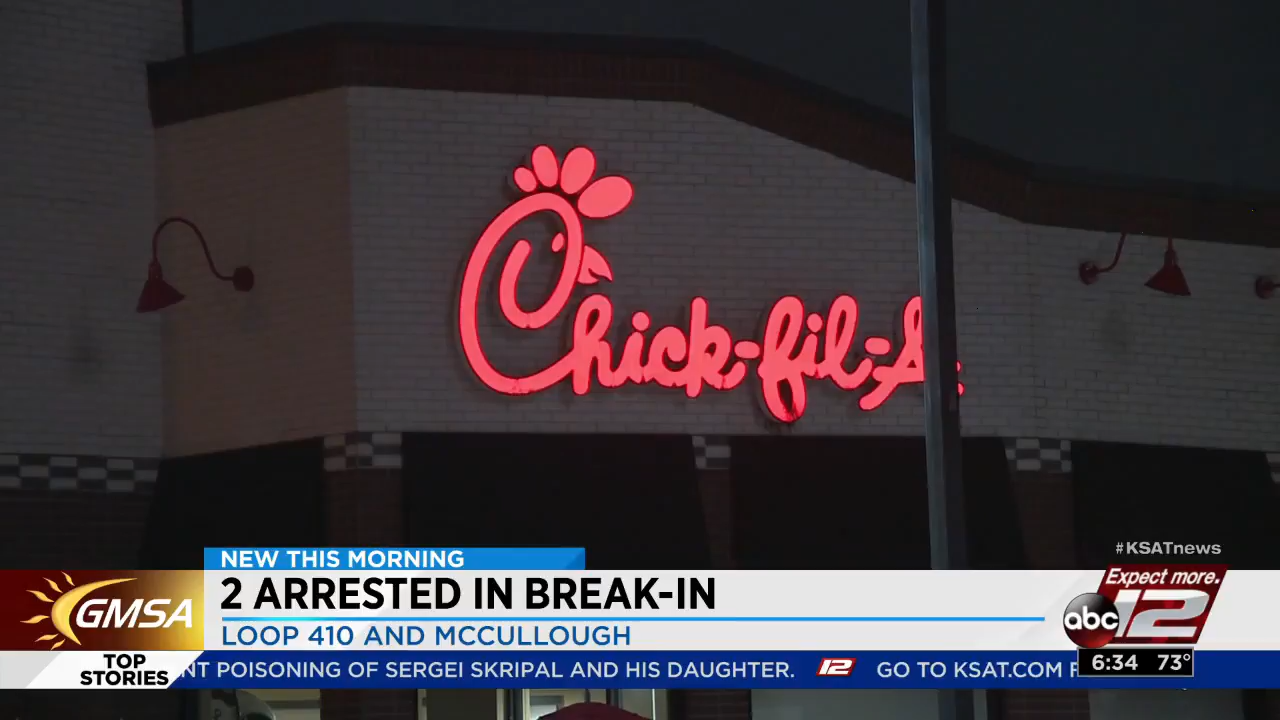 Chick-fil-A
#KSATnews
NEW THIS MORNING
2 ARRESTED IN BREAK-IN
LOOP 410 AND MCCULLOUGH
GMSA
Expect more.
abc 12
TOP STORIES
NT POISONING OF SERGEI SKRIPAL AND HIS DAUGHTER. 12 GO TO KSAT.COM F
6:34 73°